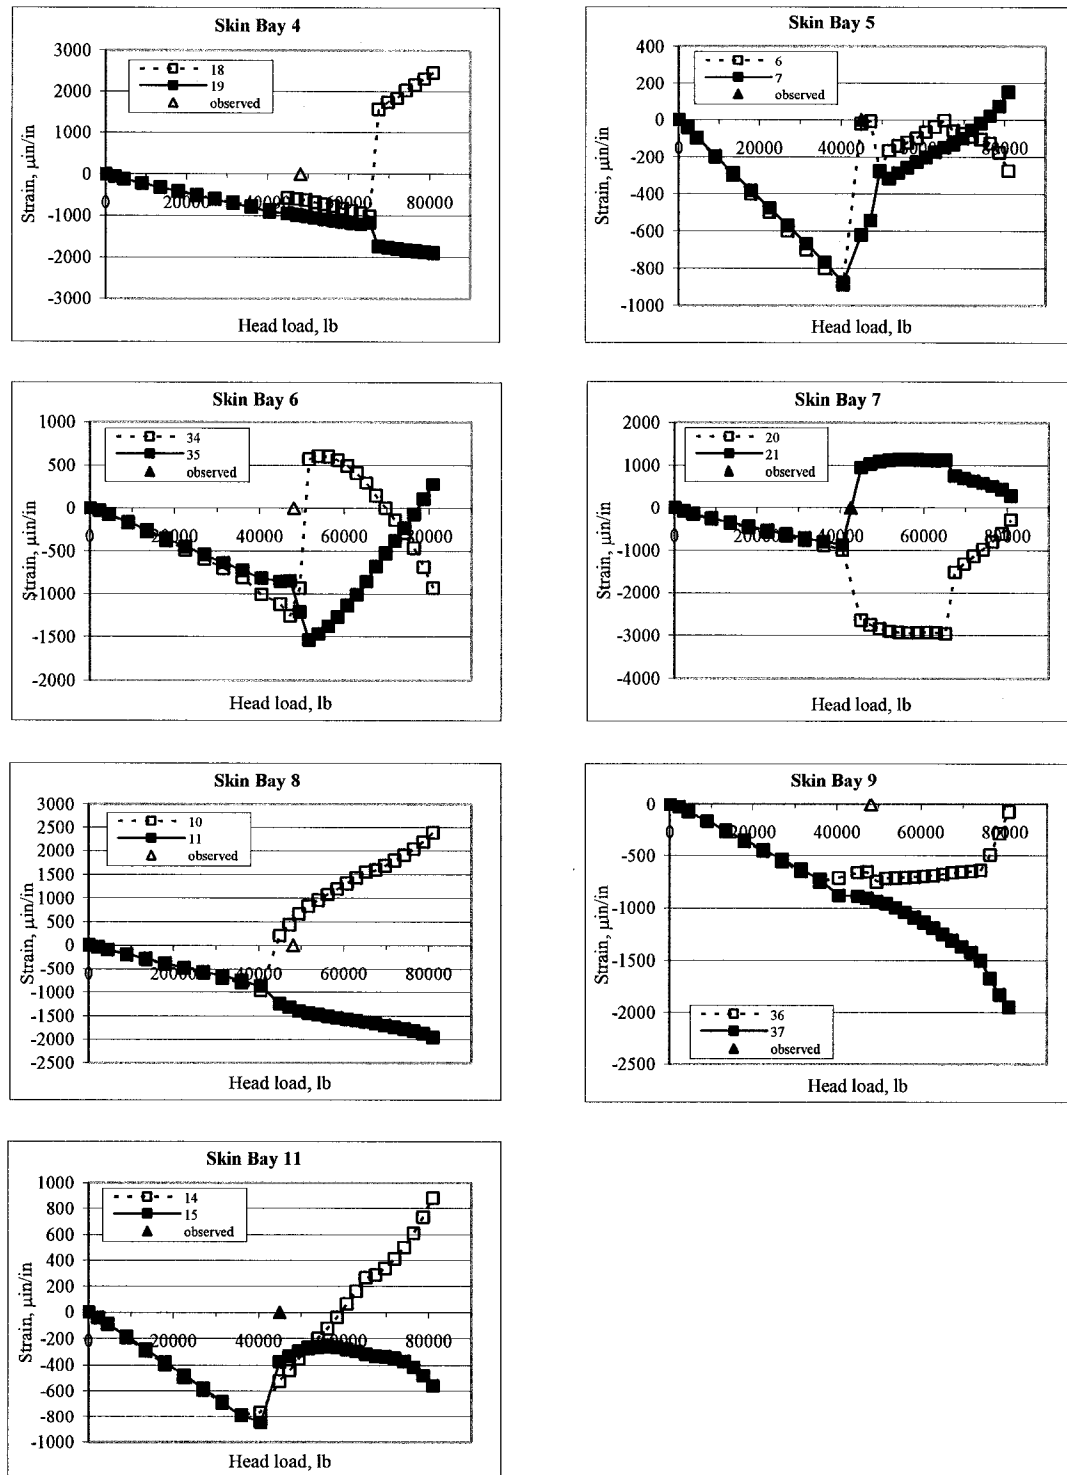 Skin Bay 4
3000
2000
1000
0
-1000
-2000
-3000
18
19
observed
0 20000 40000 60000 80000
Strain, μin/in
Head load, lb
Skin Bay 5
400
200
0
-200
-400
-600
-800
-1000
6
7
observed
0 20000 40000 60000 80000
Strain, μin/in
Head load, lb
Skin Bay 6
1000
500
0
-500
-1000
-1500
-2000
34
35
observed
0 20000 40000 60000 80000
Strain, μin/in
Head load, lb
Skin Bay 7
2000
1000
0
-1000
-2000
-3000
-4000
20
21
observed
0 20000 40000 60000 80000
Strain, μin/in
Head load, lb
Skin Bay 8
3000
2500
2000
1500
1000
500
0
-500
-1000
-1500
-2000
-2500
10
11
observed
0 20000 40000 60000 80000
Strain, μin/in
Head load, lb
Skin Bay 9
0
-500
-1000
-1500
-2000
-2500
0 20000 40000 60000 80000
36
37
observed
Strain, μin/in
Head load, lb
Skin Bay 11
1000
800
600
400
200
0
-200
-400
-600
-800
-1000
14
15
observed
0 20000 40000 60000 80000
Strain, μin/in
Head load, lb